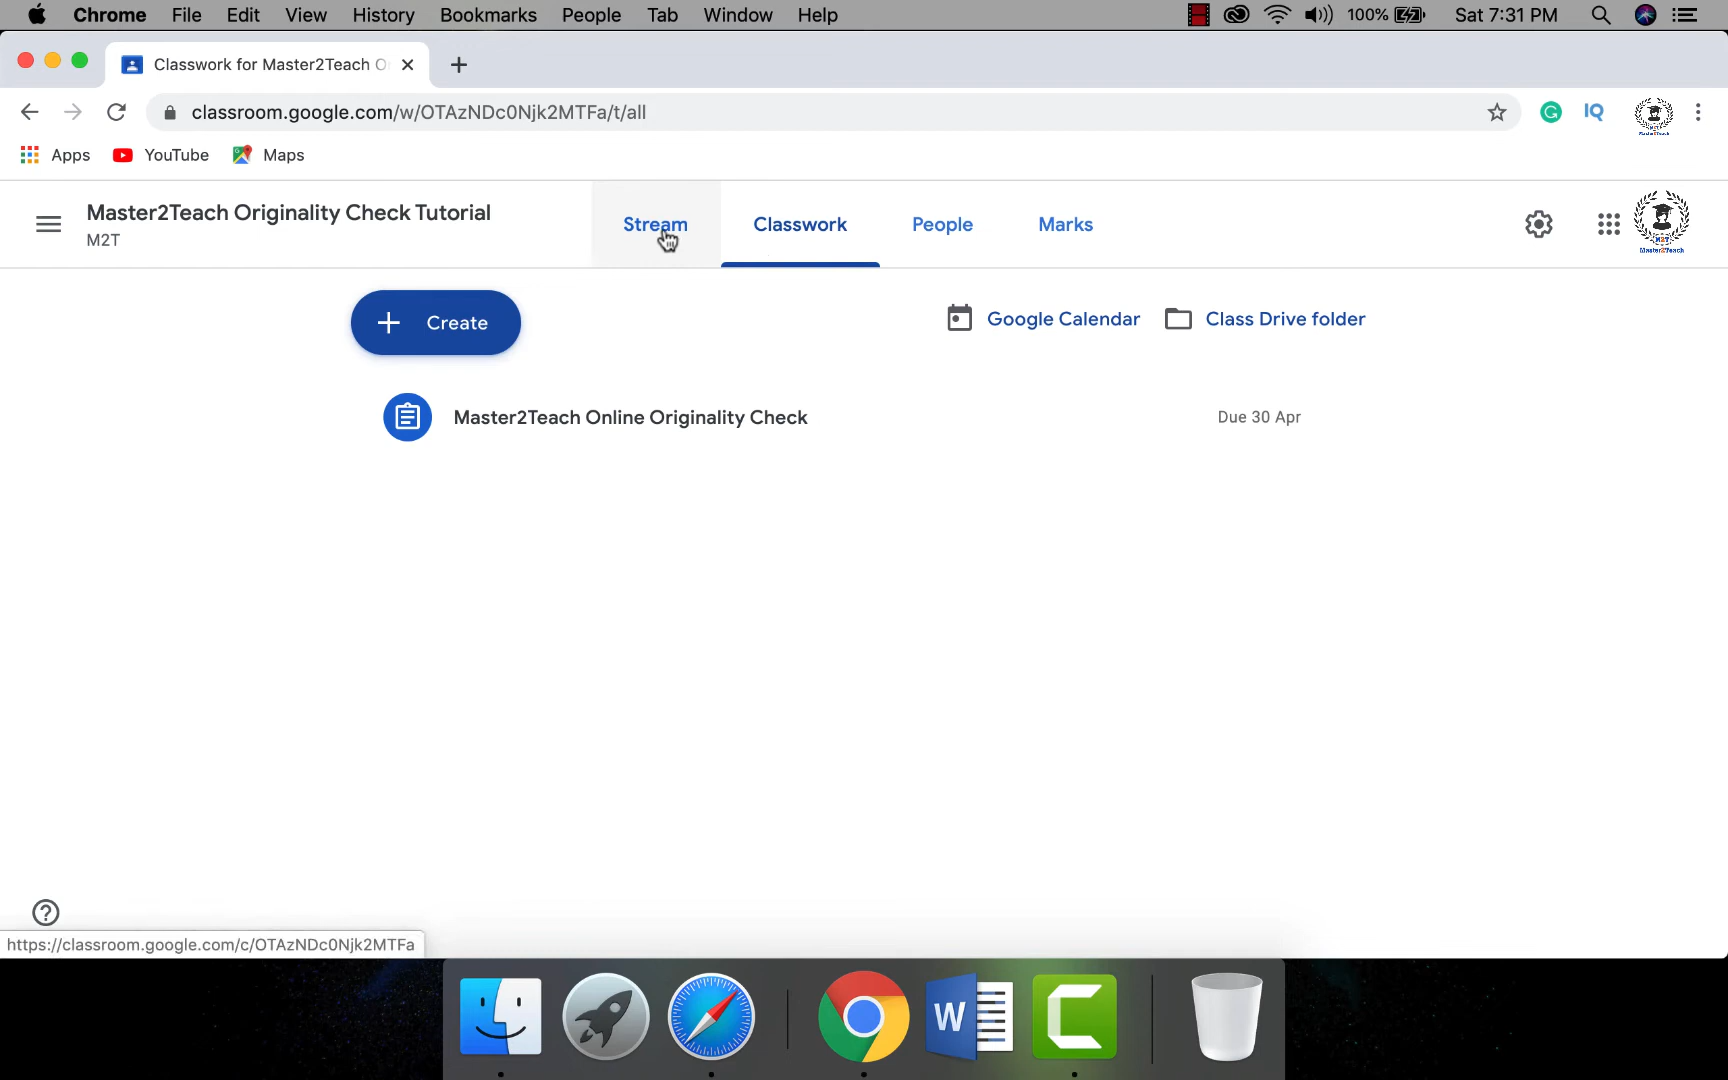 Chrome File Edit View History Bookmarks People Tab Window Help 100% Sat 7:31 PM
Classwork for Master2Teach O
classroom.google.com/w/OTAzNDc0Njk2MTFa/t/all
IQ
Apps YouTube Maps
Master2Teach Originality Check Tutorial
M2T
Stream Classwork People Marks
Master2Teach
Create
Google Calendar Class Drive folder
Master2Teach Online Originality Check Due 30 Apr
https://classroom.google.com/c/OTAzNDc0Njk2MTFa
W